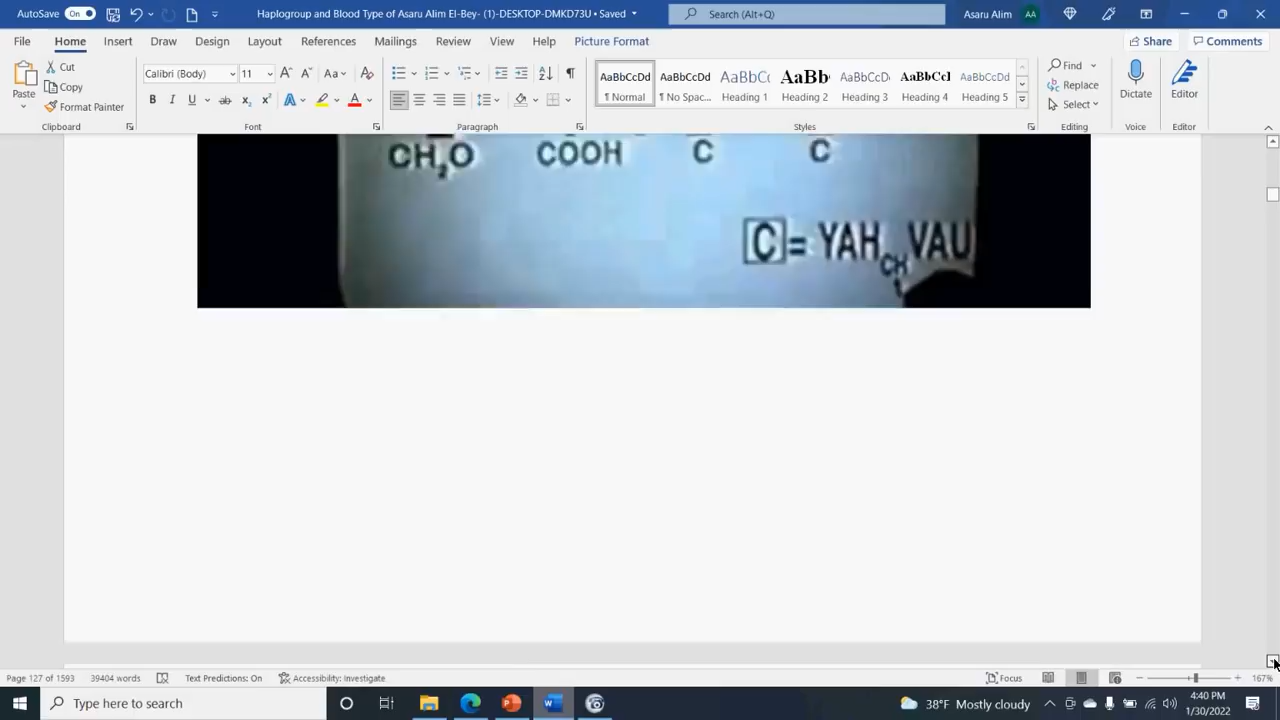 AutoSave On Haplogroup and Blood Type of Asaru Alim El-Bey- (1)-DESKTOP-DMKD73U • Saved Search (Alt+Q) Asaru Alim AA
File Home Insert Draw Design Layout References Mailings Review View Help Picture Format Share Comments
Paste Cut Copy Format Painter
Calibri (Body) 11
AaBbCcDd AaBbCcDd AaBbCc AaBb AaBbCcDc AaBbCcI AaBbCcDd
¶ Normal ¶ No Spac... Heading 1 Heading 2 Heading 3 Heading 4 Heading 5
Find Replace Select Dictate Editor
Clipboard Font Paragraph Styles Editing Voice Editor
CH₂O COOH C C
C = YAH CH VAU
Page 127 of 1593 39404 words Text Predictions: On Accessibility: Investigate Focus 167%
Type here to search 38°F Mostly cloudy 4:40 PM
1/30/2022